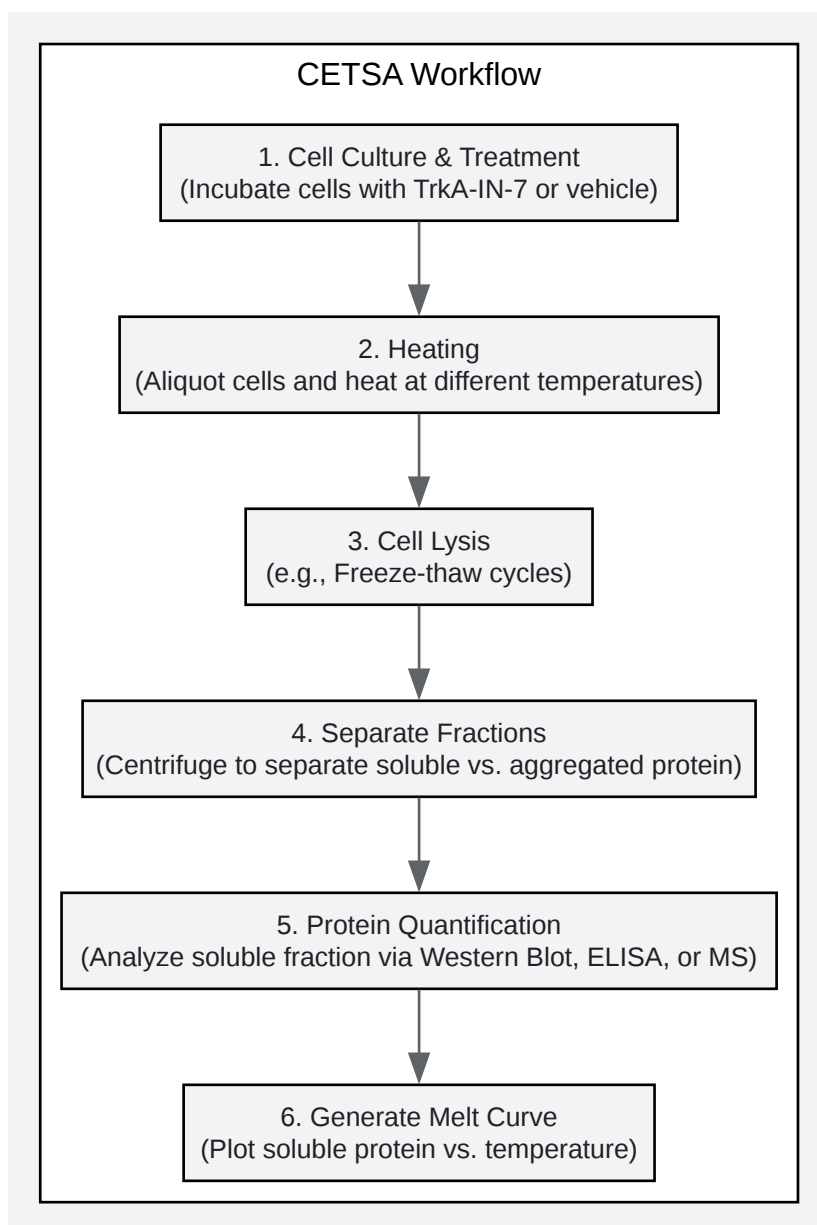 CETSA Workflow
1. Cell Culture & Treatment
(Incubate cells with TrkA-IN-7 or vehicle)
2. Heating
(Aliquot cells and heat at different temperatures)
3. Cell Lysis
(e.g., Freeze-thaw cycles)
4. Separate Fractions
(Centrifuge to separate soluble vs. aggregated protein)
5. Protein Quantification
(Analyze soluble fraction via Western Blot, ELISA, or MS)
6. Generate Melt Curve
(Plot soluble protein vs. temperature)